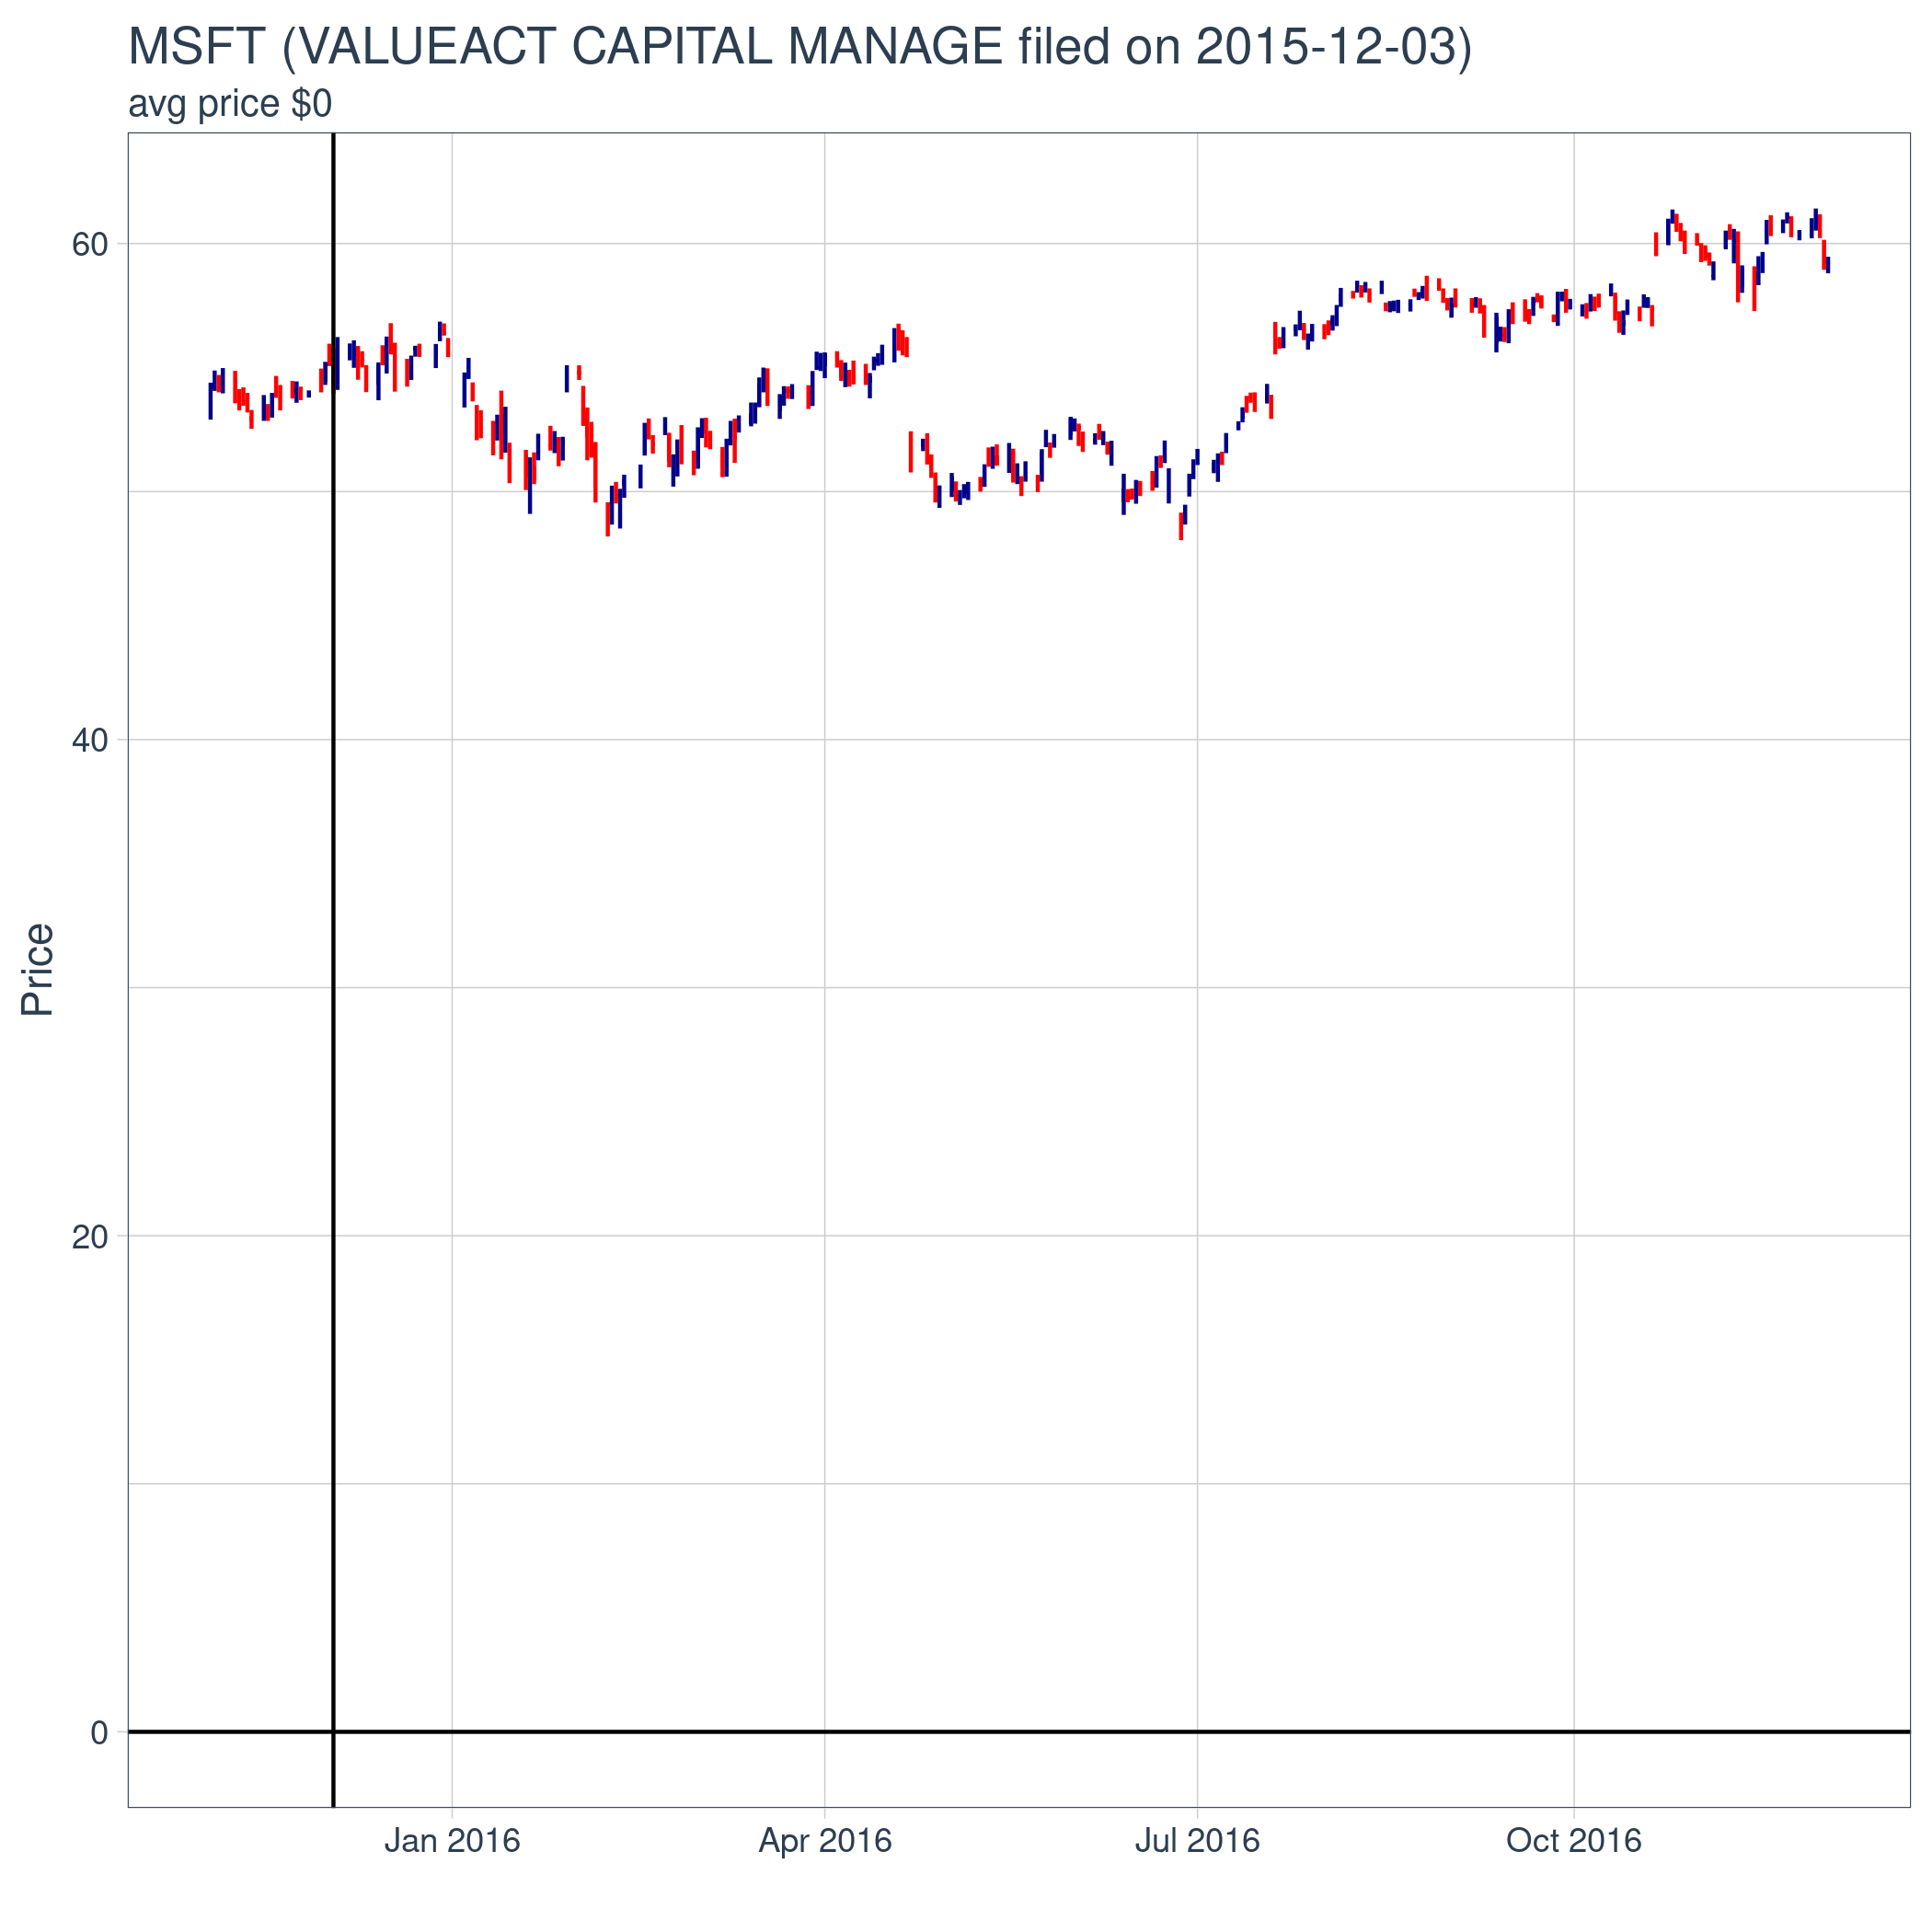 MSFT (VALUEACT CAPITAL MANAGE filed on 2015-12-03)
avg price $0
60
40
20
0
Price
Jan 2016 Apr 2016 Jul 2016 Oct 2016